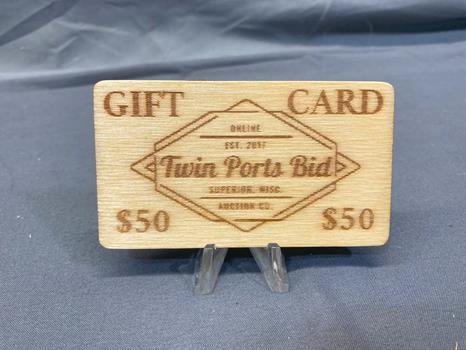 GIFT CARD
ONLINE
EST. 2017
Twin Ports Bid
SUPERIOR, WISC.
AUCTION CO.
$50 $50